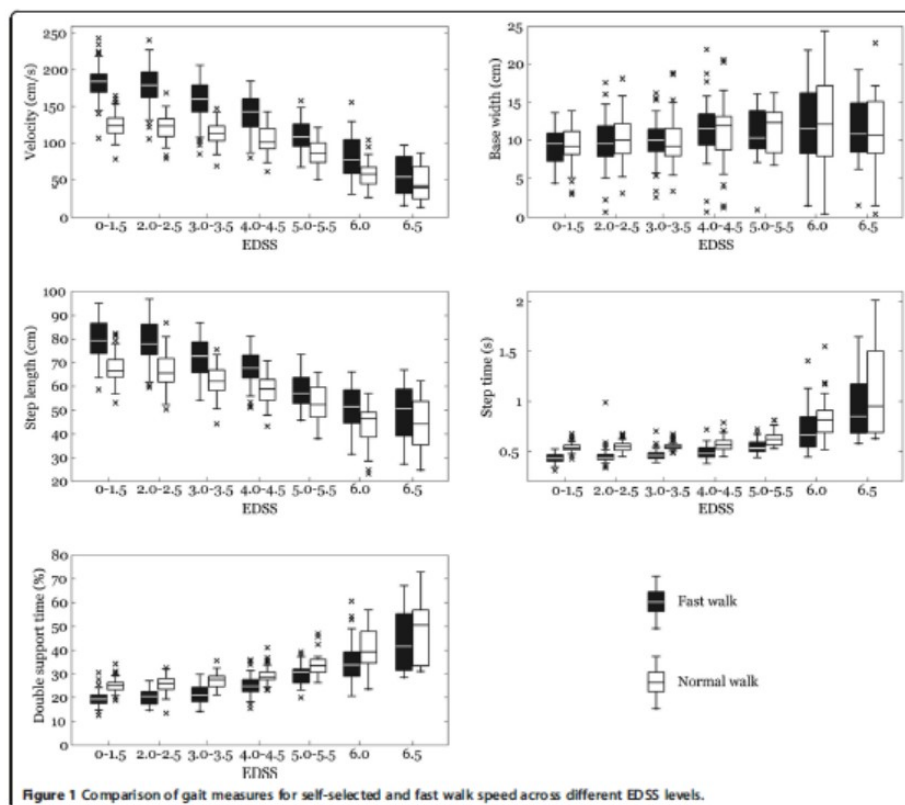 250
200
150
100
50
0
Velocity (cm/s)
0-1.5 2.0-2.5 3.0-3.5 4.0-4.5 5.0-5.5 6.0 6.5
EDSS
25
20
15
10
5
0
Base width (cm)
0-1.5 2.0-2.5 3.0-3.5 4.0-4.5 5.0-5.5 6.0 6.5
EDSS
100
90
80
70
60
50
40
30
20
Step length (cm)
0-1.5 2.0-2.5 3.0-3.5 4.0-4.5 5.0-5.5 6.0 6.5
EDSS
2
1.5
1
0.5
Step time (s)
0-1.5 2.0-2.5 3.0-3.5 4.0-4.5 5.0-5.5 6.0 6.5
EDSS
80
70
60
50
40
30
20
10
0
Double support time (%)
0-1.5 2.0-2.5 3.0-3.5 4.0-4.5 5.0-5.5 6.0 6.5
EDSS
Fast walk
Normal walk
Figure 1 Comparison of gait measures for self-selected and fast walk speed across different EDSS levels.